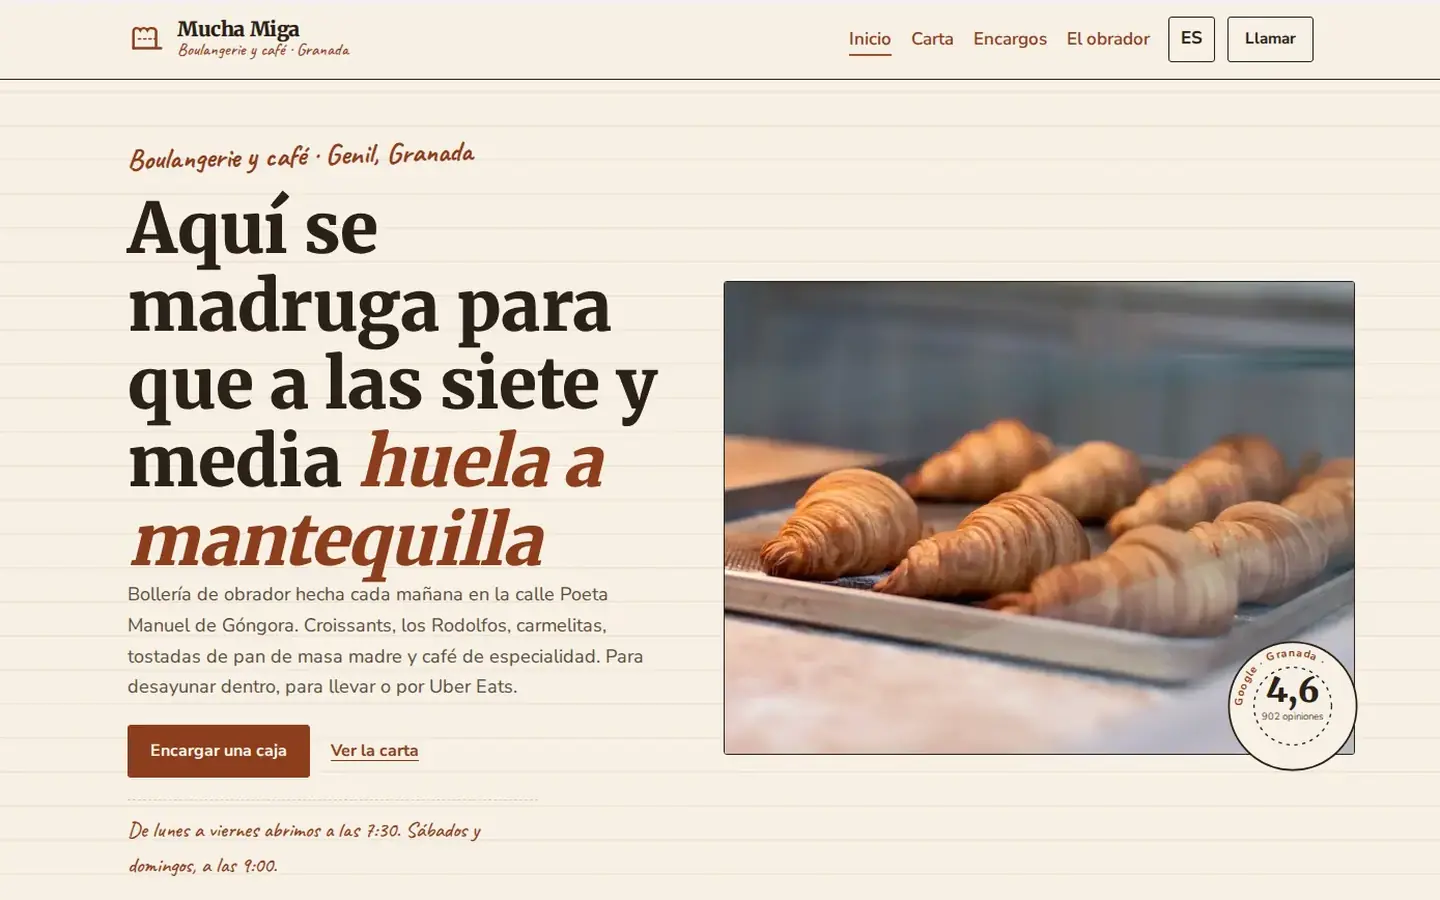 Mucha Miga
Boulangerie y café · Granada
Inicio
Carta
Encargos
El obrador
ES
Llamar
Boulangerie y café · Genil, Granada
Aquí se
madruga para
que a las siete y
media huela a
mantequilla
Bollería de obrador hecha cada mañana en la calle Poeta
Manuel de Góngora. Croissants, los Rodolfos, carmelitas,
tostadas de pan de masa madre y café de especialidad. Para
desayunar dentro, para llevar o por Uber Eats.
Encargar una caja
Ver la carta
De lunes a viernes abrimos a las 7:30. Sábados y
domingos, a las 9:00.
Google · Granada ·
4,6
902 opiniones